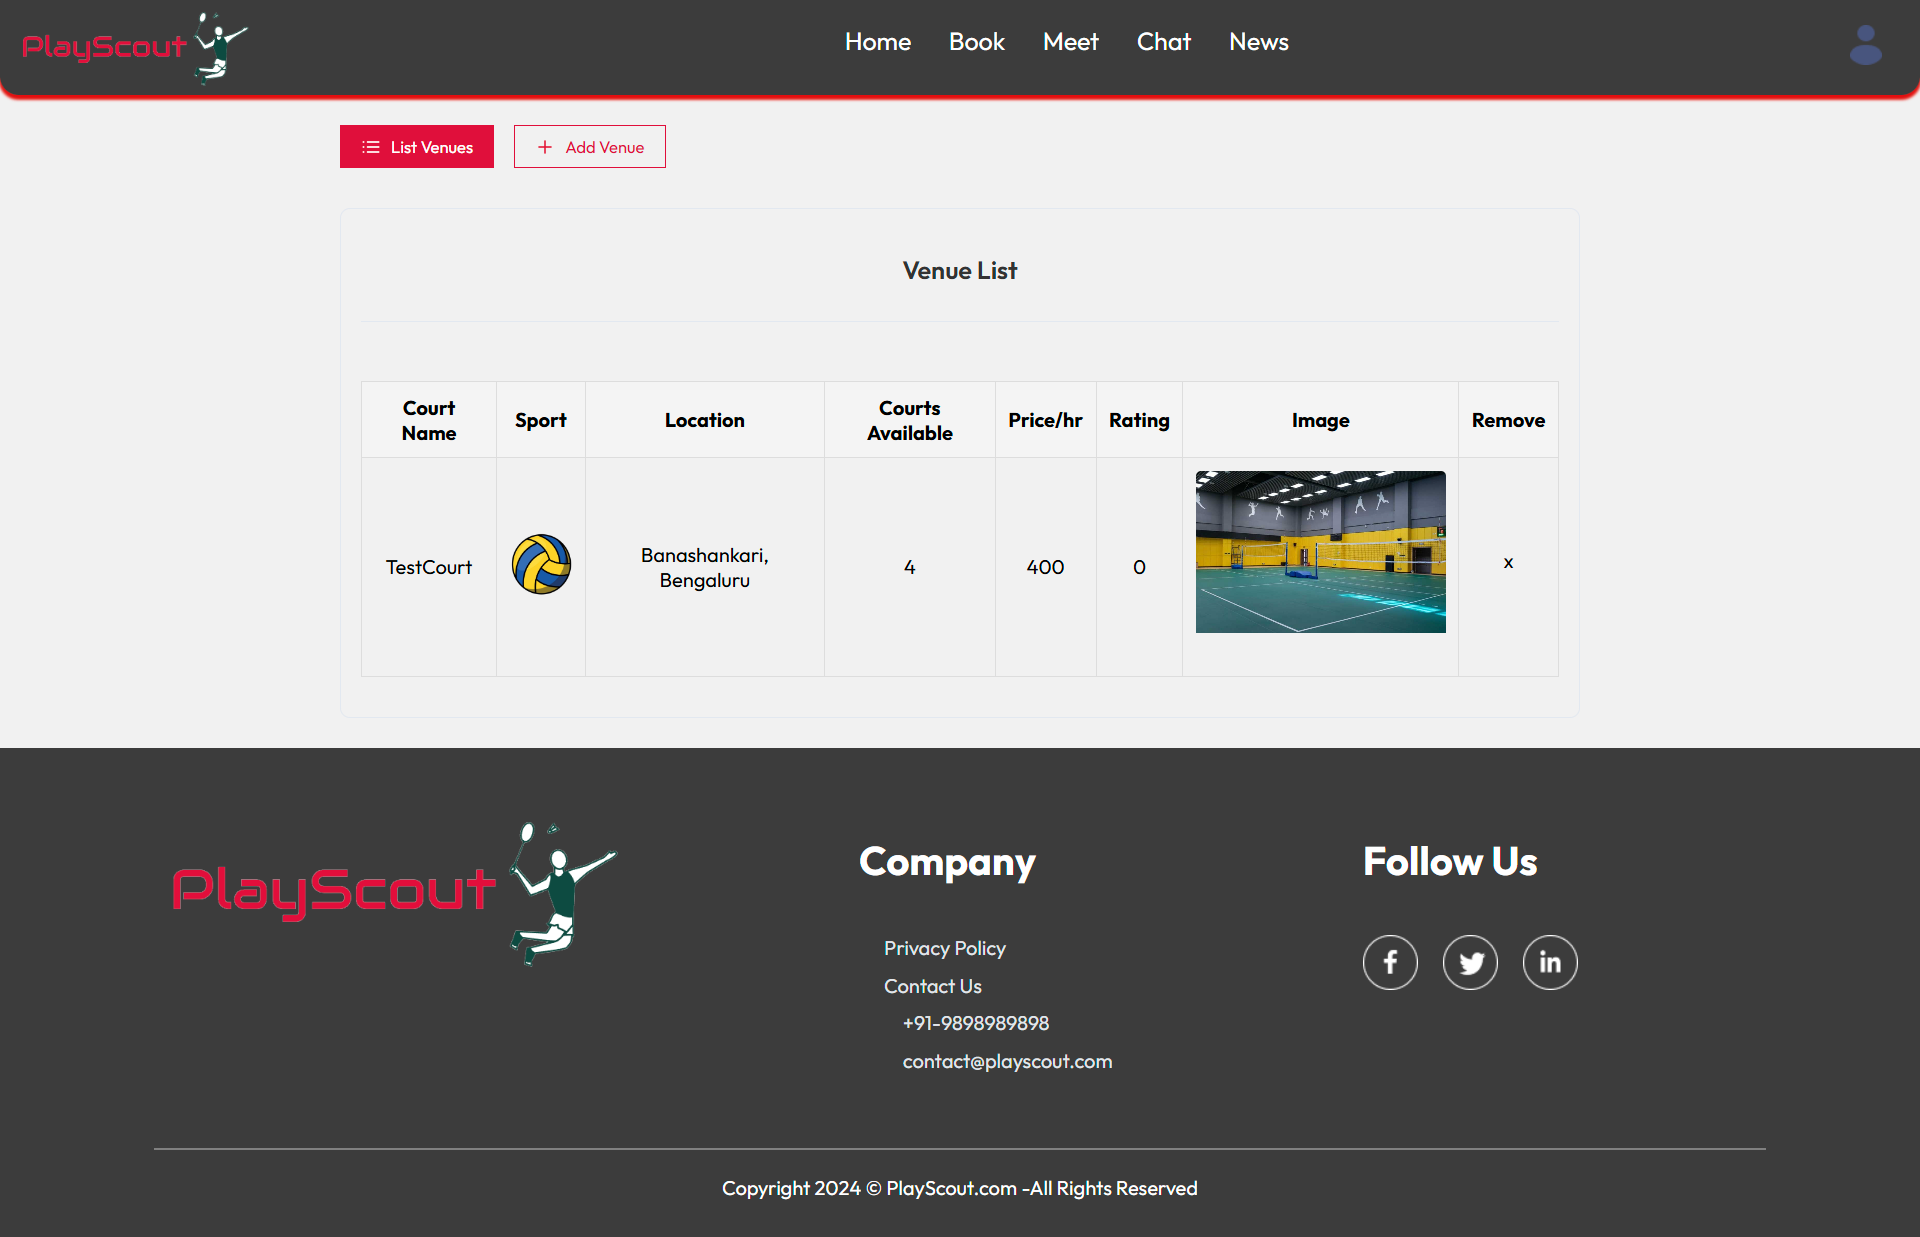 PlayScout
Home
Book
Meet
Chat
News
List Venues
Add Venue
Venue List
Court
Name
Sport
Location
Courts
Available
Price/hr
Rating
Image
Remove
TestCourt
Banashankari,
Bengaluru
4
400
0
x
PlayScout
Company
Privacy Policy
Contact Us
+91-9898989898
contact@playscout.com
Follow Us
f
in
Copyright 2024 © PlayScout.com -All Rights Reserved